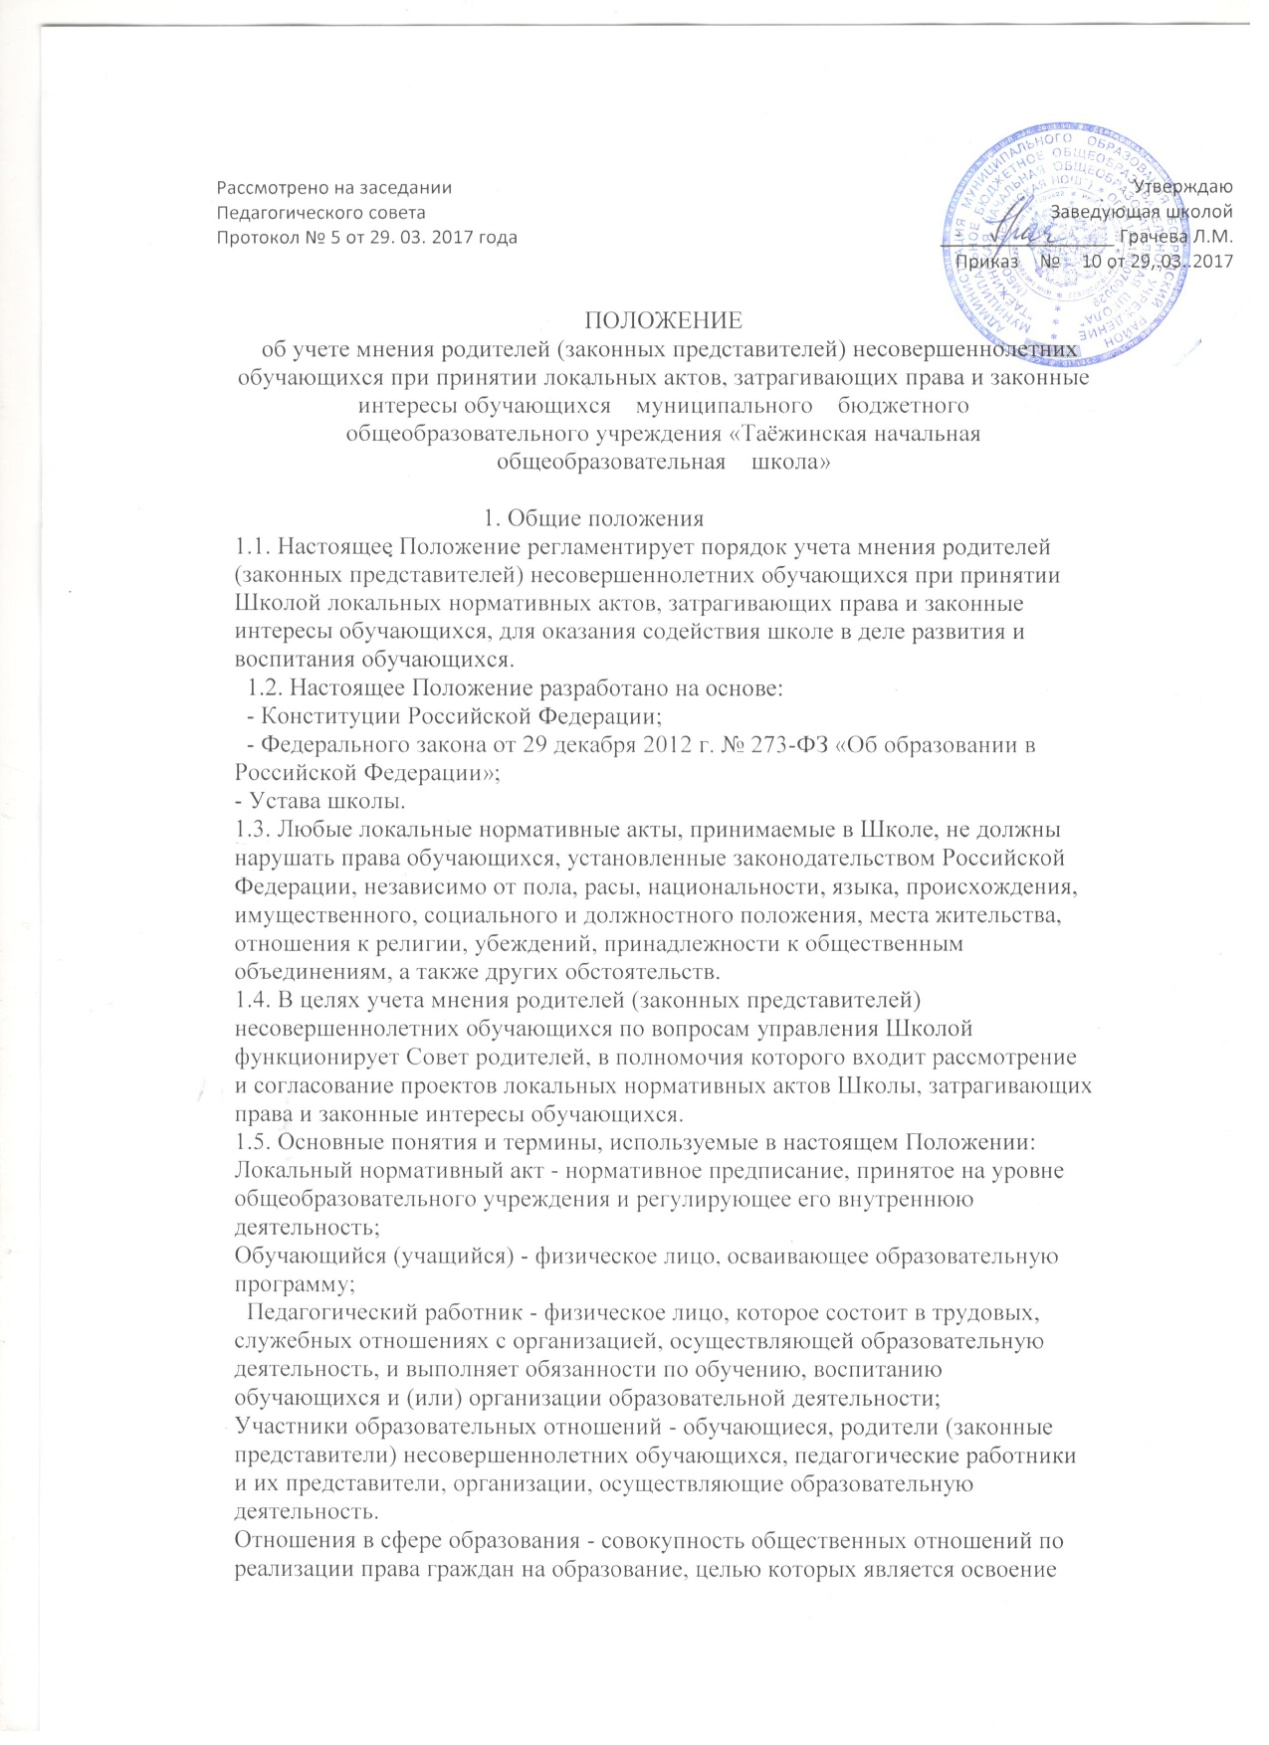 Рассмотрено на заседании
Педагогического совета
Протокол № 5 от 29. 03. 2017 года
Утверждаю
Заведующая школой
Грачева Л.М.
Приказ № 10 от 29,.03..2017
ПОЛОЖЕНИЕ
об учете мнения родителей (законных представителей) несовершеннолетних
обучающихся при принятии локальных актов, затрагивающих права и законные
интересы обучающихся муниципального бюджетного
общеобразовательного учреждения «Таёжинская начальная
общеобразовательная школа»
1. Общие положения
1.1. Настоящее Положение регламентирует порядок учета мнения родителей
(законных представителей) несовершеннолетних обучающихся при принятии
Школой локальных нормативных актов, затрагивающих права и законные
интересы обучающихся, для оказания содействия школе в деле развития и
воспитания обучающихся.
1.2. Настоящее Положение разработано на основе:
- Конституции Российской Федерации;
- Федерального закона от 29 декабря 2012 г. № 273-ФЗ «Об образовании в
Российской Федерации»;
- Устава школы.
1.3. Любые локальные нормативные акты, принимаемые в Школе, не должны
нарушать права обучающихся, установленные законодательством Российской
Федерации, независимо от пола, расы, национальности, языка, происхождения,
имущественного, социального и должностного положения, места жительства,
отношения к религии, убеждений, принадлежности к общественным
объединениям, а также других обстоятельств.
1.4. В целях учета мнения родителей (законных представителей)
несовершеннолетних обучающихся по вопросам управления Школой
функционирует Совет родителей, в полномочия которого входит рассмотрение
и согласование проектов локальных нормативных актов Школы, затрагивающих
права и законные интересы обучающихся.
1.5. Основные понятия и термины, используемые в настоящем Положении:
Локальный нормативный акт - нормативное предписание, принятое на уровне
общеобразовательного учреждения и регулирующее его внутреннюю
деятельность;
Обучающийся (учащийся) - физическое лицо, осваивающее образовательную
программу;
Педагогический работник - физическое лицо, которое состоит в трудовых,
служебных отношениях с организацией, осуществляющей образовательную
деятельность, и выполняет обязанности по обучению, воспитанию
обучающихся и (или) организации образовательной деятельности;
Участники образовательных отношений - обучающиеся, родители (законные
представители) несовершеннолетних обучающихся, педагогические работники
и их представители, организации, осуществляющие образовательную
деятельность.
Отношения в сфере образования - совокупность общественных отношений по
реализации права граждан на образование, целью которых является освоение